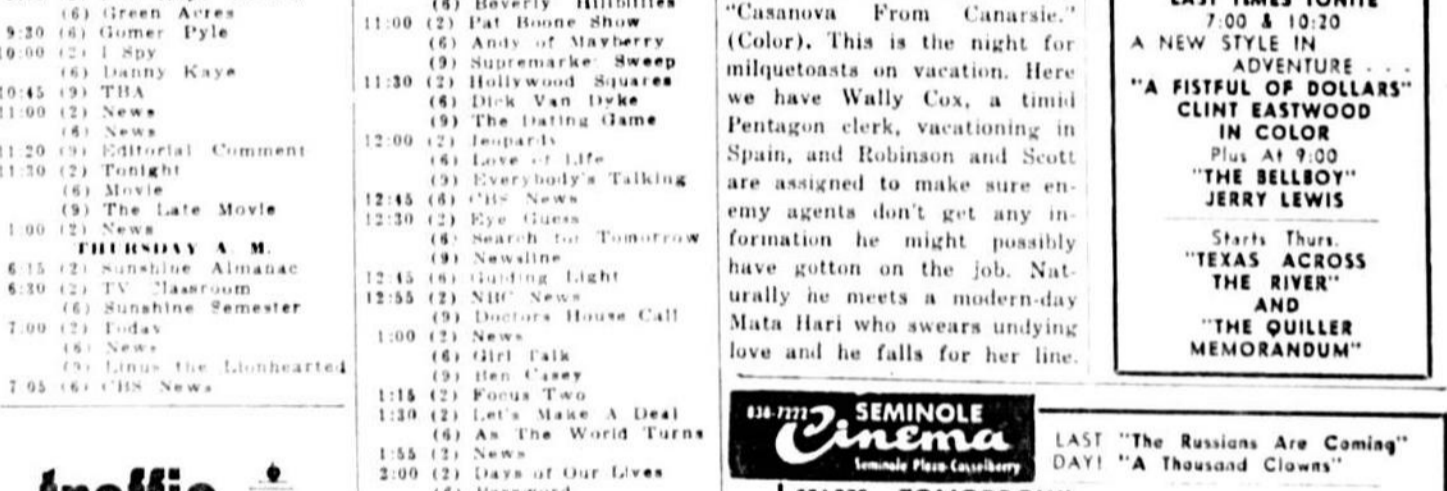 (6) Green Acres
9:30 (6) Gomer Pyle
10:00 (2) I Spy
(6) Danny Kaye
10:45 (9) TBA
11:00 (2) News
(6) News
11:20 (9) Editorial Comment
11:30 (2) Tonight
(6) Movie
(9) The Late Movie
1:00 (2) News
THURSDAY A. M.
6:15 (2) Sunshine Almanac
6:30 (2) TV Classroom
(6) Sunshine Semester
7:00 (2) Today
(6) News
(9) Linus the Lionhearted
7:05 (6) CBS News
traffic
(6) Beverly Hillbillies
11:00 (2) Pat Boone Show
(6) Andy of Mayberry
(9) Supremarket Sweep
11:30 (2) Hollywood Squares
(6) Dick Van Dyke
(9) The Dating Game
12:00 (2) Jeopardy
(6) Love of Life
(9) Everybody's Talking
12:45 (6) CBS News
12:30 (2) Eye Guess
(6) Search for Tomorrow
(9) Newsline
12:45 (6) Guiding Light
12:55 (2) NBC News
(9) Doctors House Call
1:00 (2) News
(6) Girl Talk
(9) Ben Casey
1:15 (2) Focus Two
1:30 (2) Let's Make A Deal
(6) As The World Turns
1:55 (2) News
2:00 (2) Days of Our Lives
(6) Password
"Casanova From Canarsie."
(Color). This is the night for
milquetoasts on vacation. Here
we have Wally Cox, a timid
Pentagon clerk, vacationing in
Spain, and Robinson and Scott
are assigned to make sure en-
emy agents don't get any in-
formation he might possibly
have gotton on the job. Nat-
urally he meets a modern-day
Mata Hari who swears undying
love and he falls for her line.
LAST TIMES TONITE
7:00 & 10:20
A NEW STYLE IN
ADVENTURE . . .
"A FISTFUL OF DOLLARS"
CLINT EASTWOOD
IN COLOR
Plus At 9:00
"THE BELLBOY"
JERRY LEWIS
Starts Thurs.
"TEXAS ACROSS
THE RIVER"
AND
"THE QUILLER
MEMORANDUM"
838-7222 SEMINOLE
Cinema
Seminole Plaza-Casselberry
LAST "The Russians Are Coming"
DAY! "A Thousand Clowns"